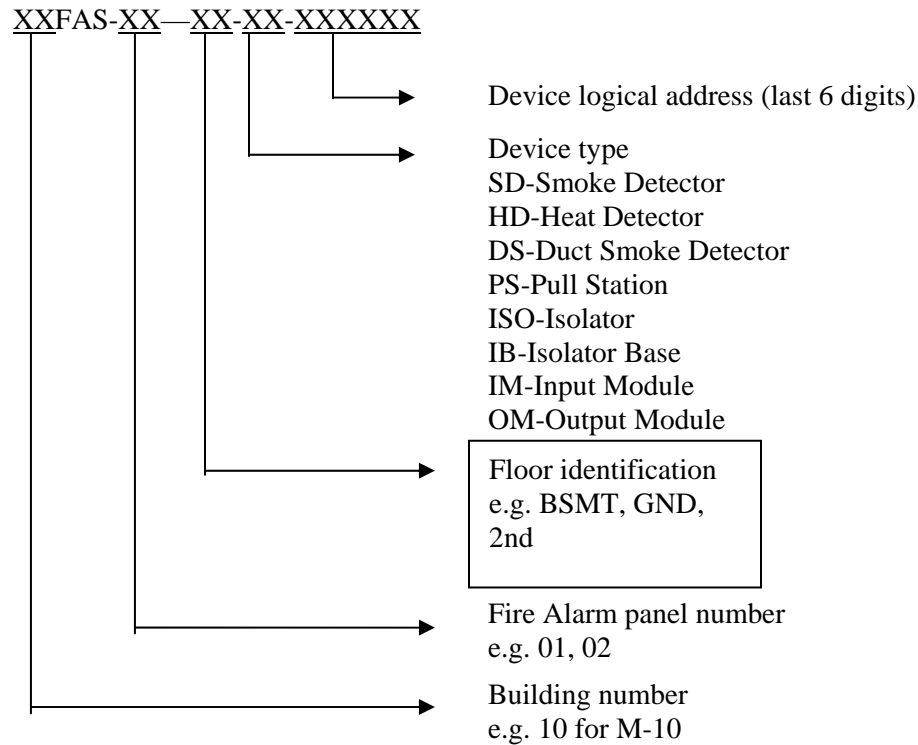 XXFAS-XX—XX-XX-XXXXXX
Device logical address (last 6 digits)
Device type
SD-Smoke Detector
HD-Heat Detector
DS-Duct Smoke Detector
PS-Pull Station
ISO-Isolator
IB-Isolator Base
IM-Input Module
OM-Output Module
Floor identification
e.g. BSMT, GND,
2nd
Fire Alarm panel number
e.g. 01, 02
Building number
e.g. 10 for M-10